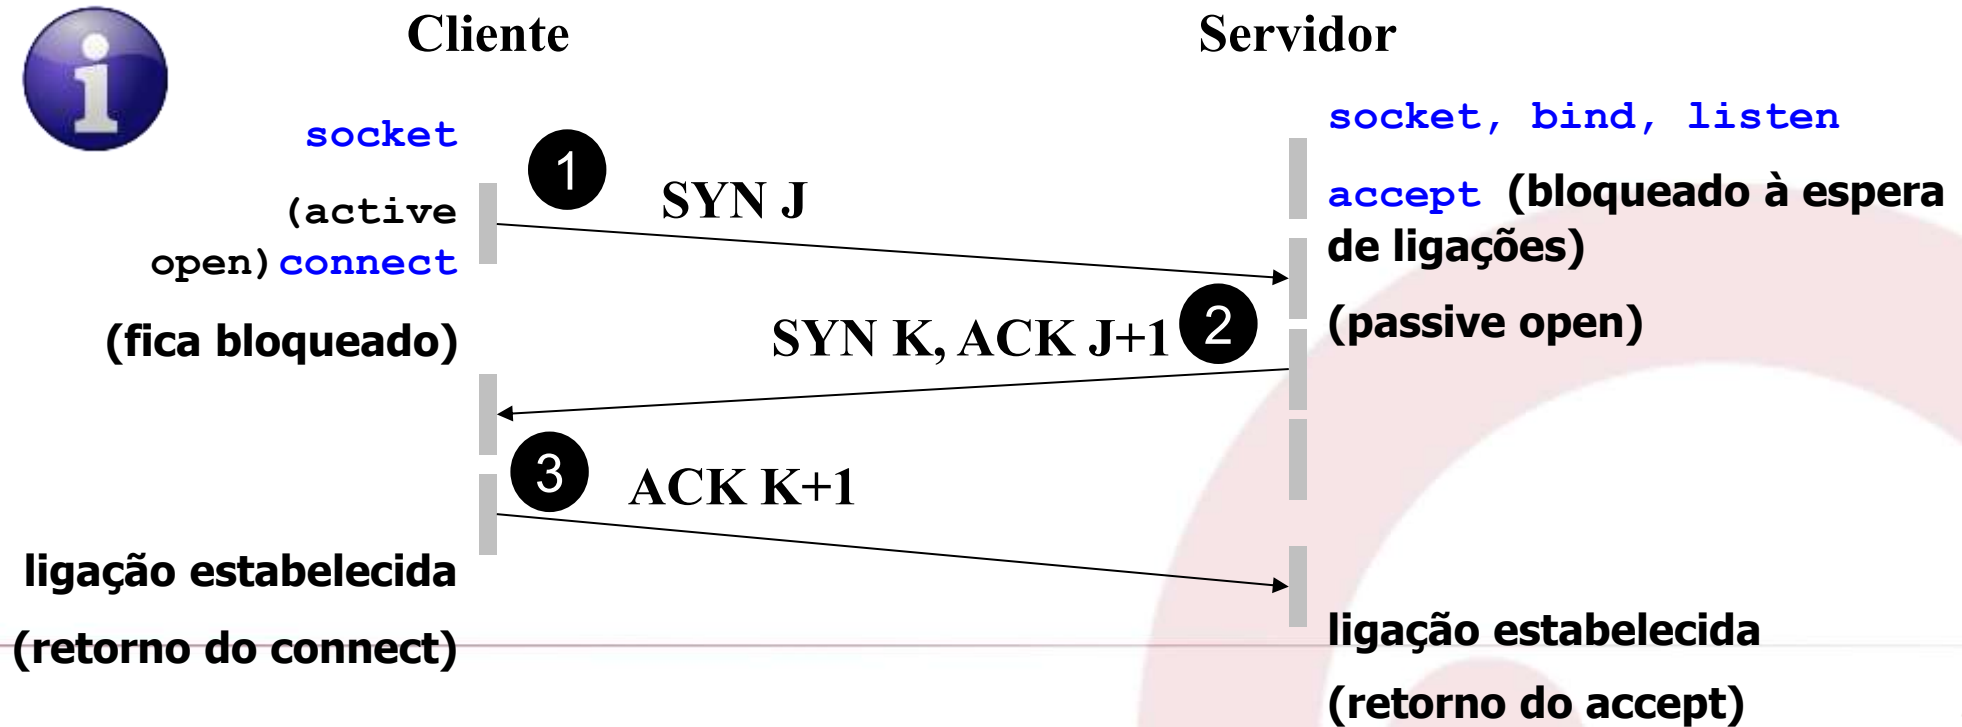 Cliente
Servidor
socket
(active
open)connect
(fica bloqueado)
ligação estabelecida
(retorno do connect)
1
SYN J
SYN K, ACK J+1
2
3
ACK K+1
socket, bind, listen
accept (bloqueado à espera
de ligações)
(passive open)
ligação estabelecida
(retorno do accept)